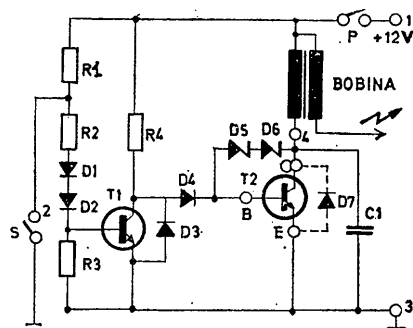 P
1
+12V
R1
BOBINA
R2
R4
D5 D6
4
D1
T1
D4
T2
2
D2
D7
S
B
C1
D3
R3
E
3